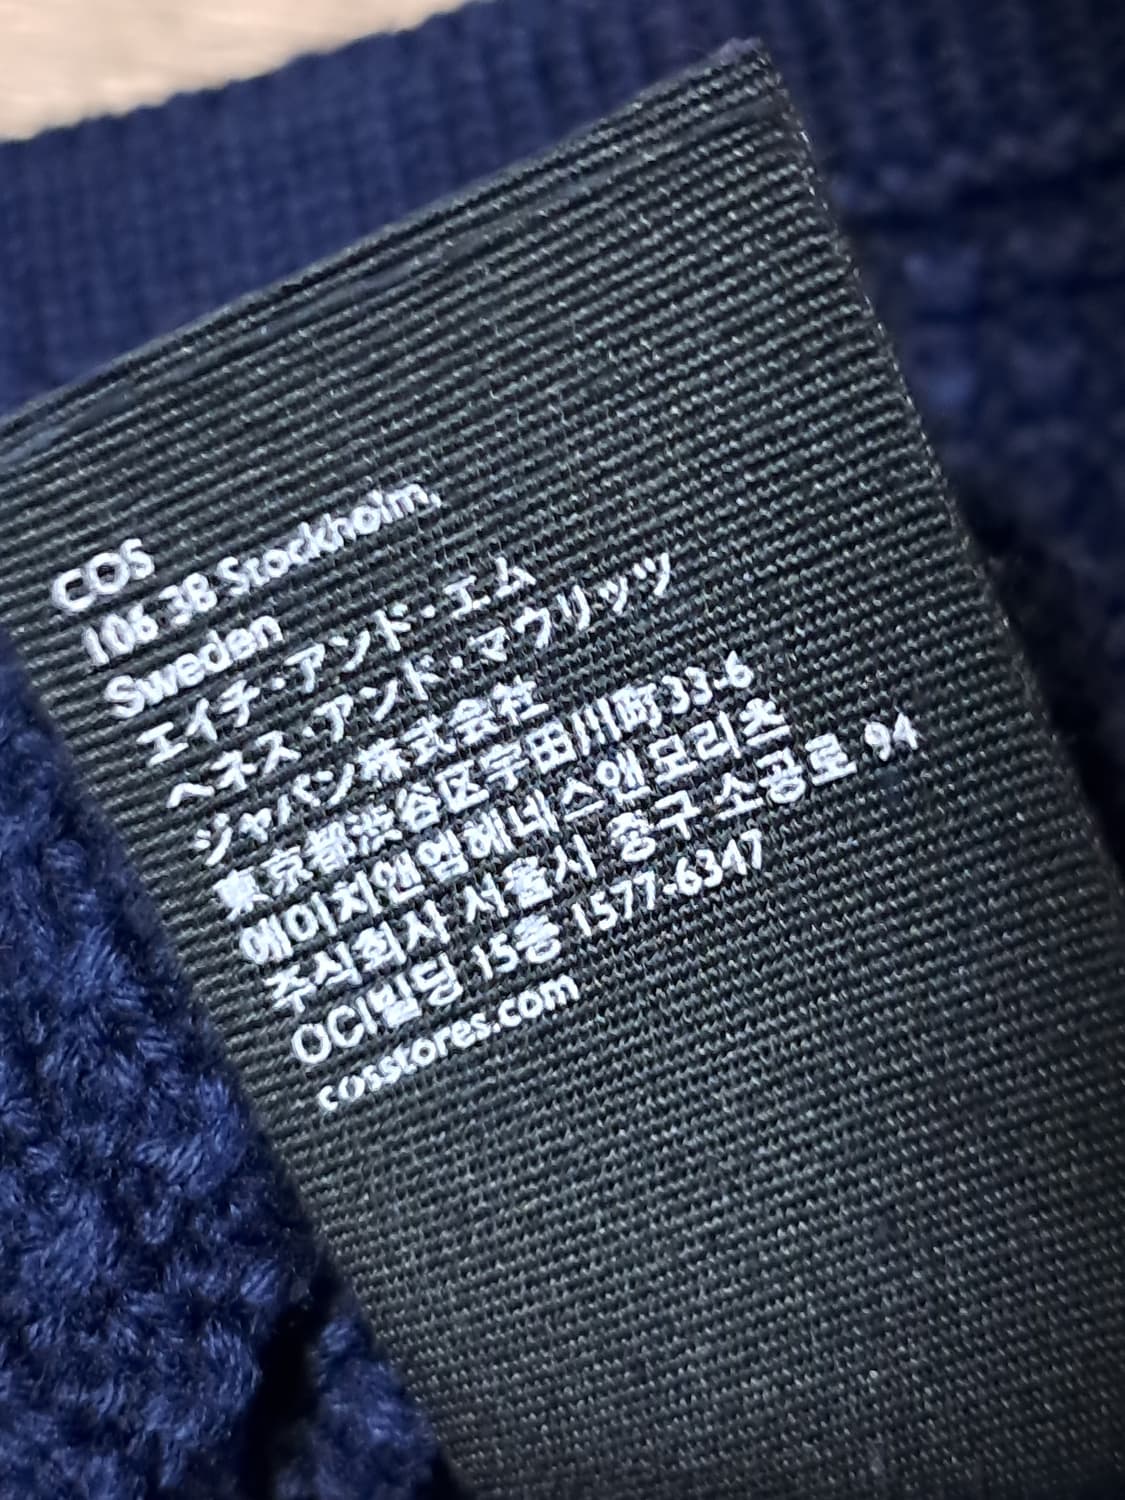 COS
106 38 Stockholm,
Sweden
エイチ・アンド・エム
ヘネス・アンド・マウリッツ
ジャパン株式会社
東京都渋谷区宇田川町33-6
에이치앤엠헤네스앤모리츠
주식회사 서울시 중구 소공로 94
OCI빌딩 15층 1577-6347
cosstores.com